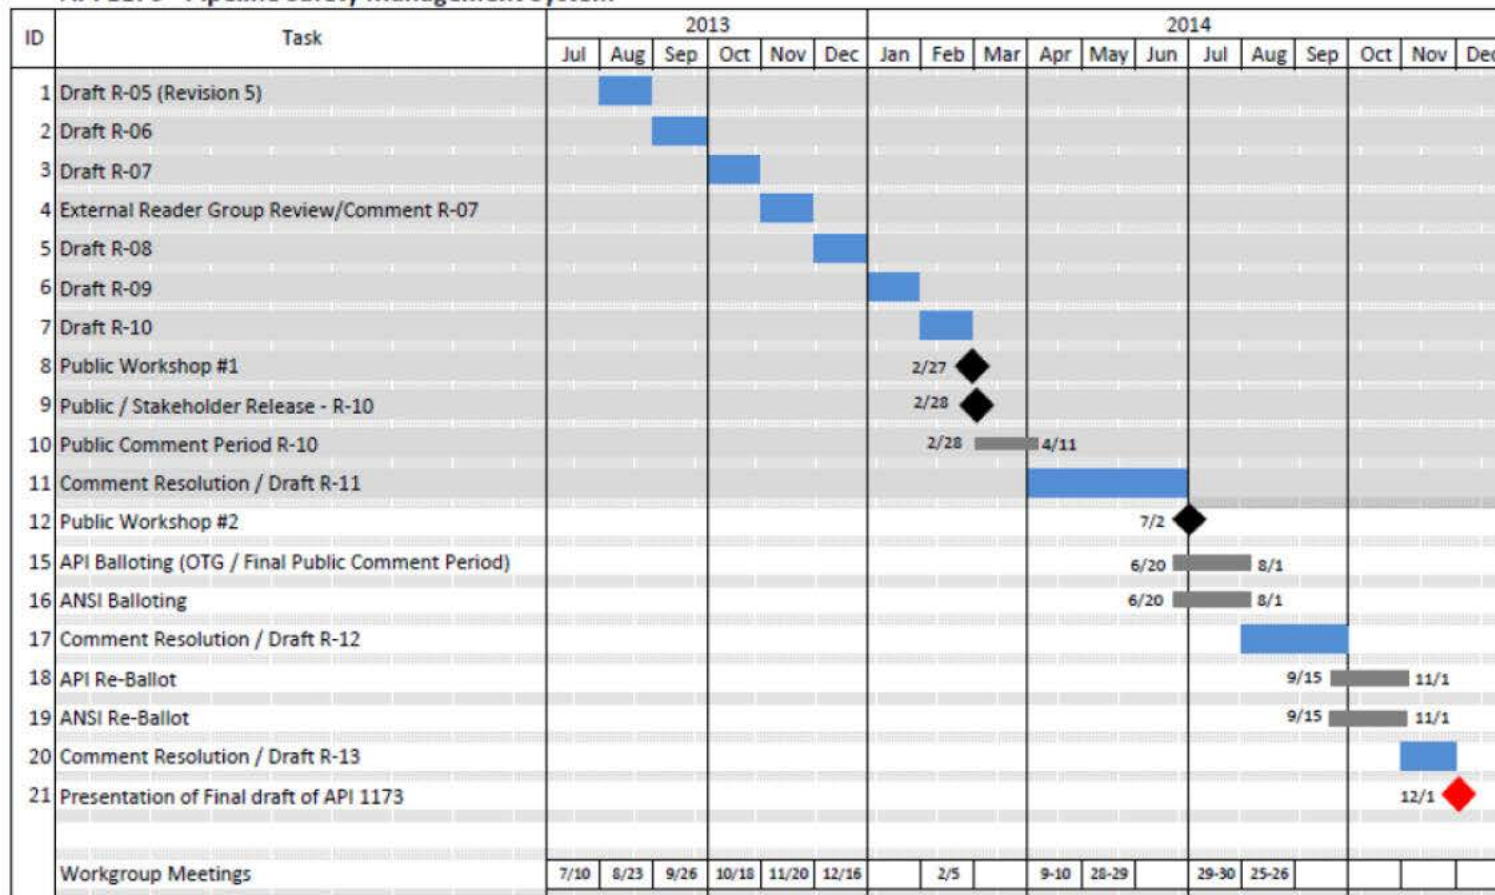 API 1173 - Pipeline Safety Management System
ID Task 2013 2014
Jul Aug Sep Oct Nov Dec Jan Feb Mar Apr May Jun Jul Aug Sep Oct Nov Dec
1 Draft R-05 (Revision 5)
2 Draft R-06
3 Draft R-07
4 External Reader Group Review/Comment R-07
5 Draft R-08
6 Draft R-09
7 Draft R-10
8 Public Workshop #1 2/27
9 Public / Stakeholder Release - R-10 2/28
10 Public Comment Period R-10 2/28 4/11
11 Comment Resolution / Draft R-11
12 Public Workshop #2 7/2
15 API Balloting (OTG / Final Public Comment Period) 6/20 8/1
16 ANSI Balloting 6/20 8/1
17 Comment Resolution / Draft R-12
18 API Re-Ballot 9/15 11/1
19 ANSI Re-Ballot 9/15 11/1
20 Comment Resolution / Draft R-13
21 Presentation of Final draft of API 1173 12/1
Workgroup Meetings 7/10 8/23 9/26 10/18 11/20 12/16 2/5 9-10 28-29 29-30 25-26